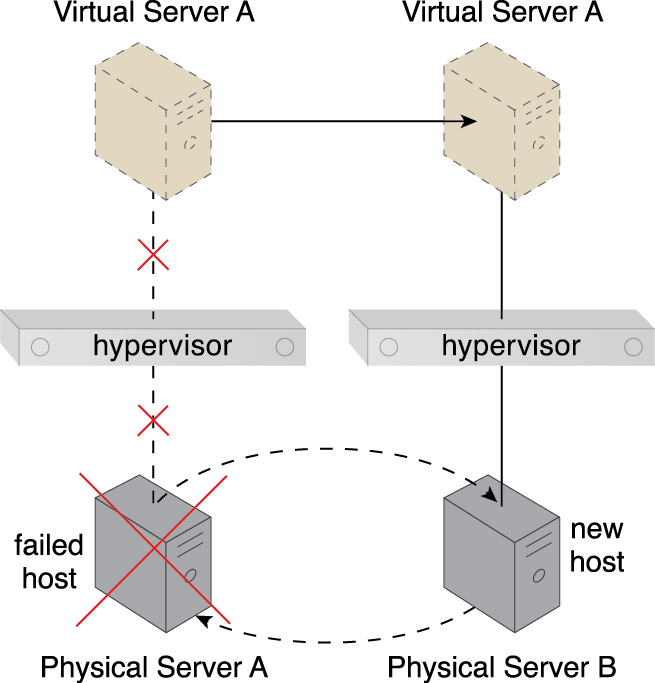 Virtual Server A
Virtual Server A
hypervisor
hypervisor
failed
host
new
host
Physical Server A
Physical Server B